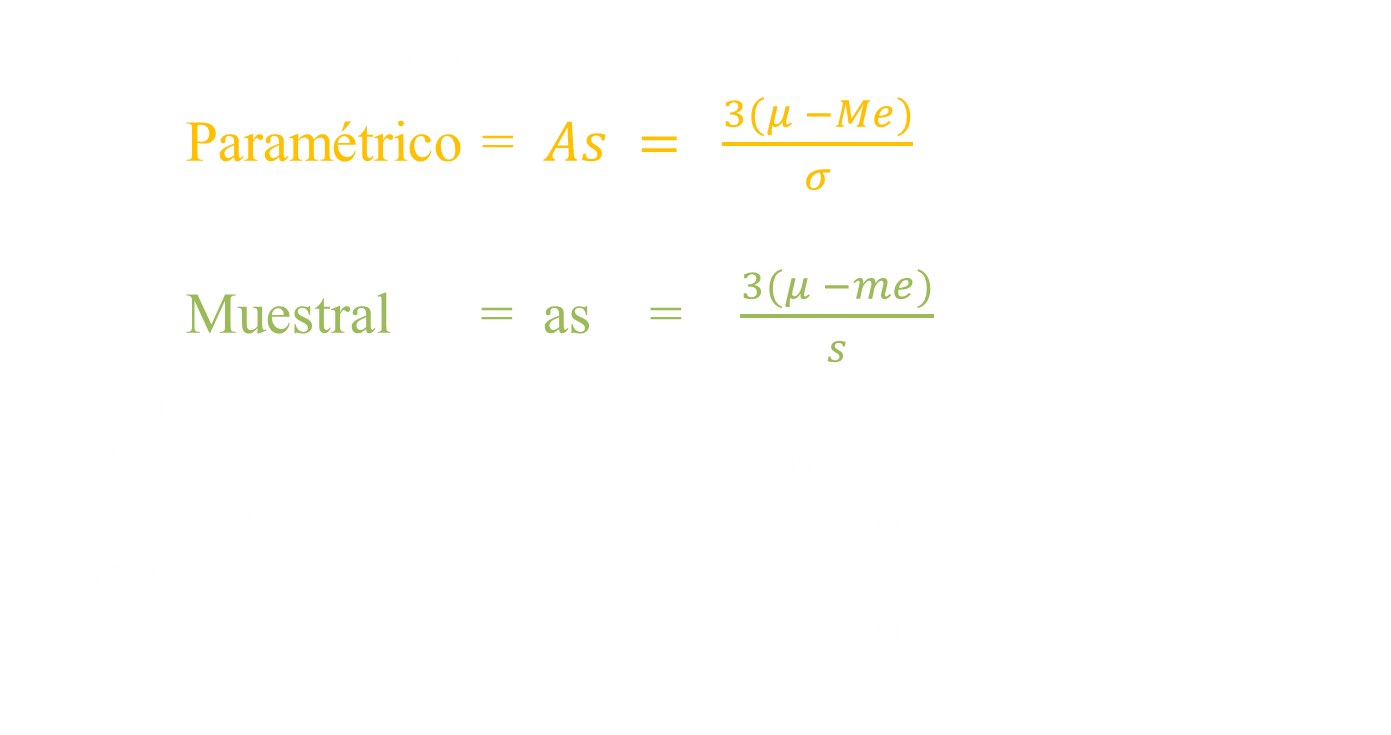 Paramétrico = As = 3(μ − Me) / σ
Muestral = as = 3(μ − me) / s